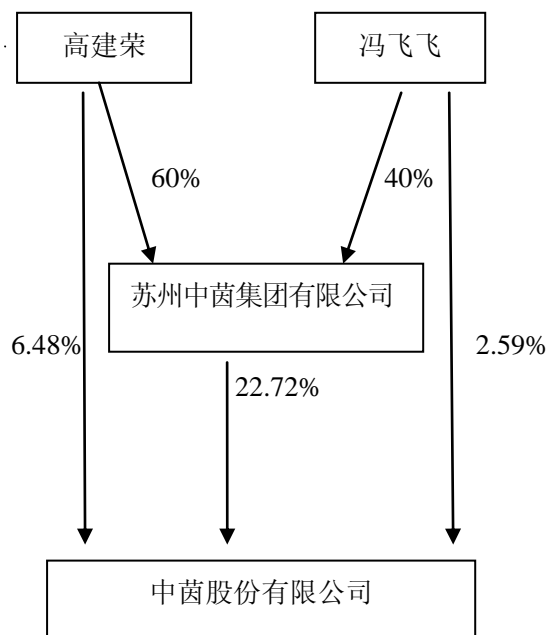 高建荣
冯飞飞
60%
40%
苏州中茵集团有限公司
6.48%
2.59%
22.72%
中茵股份有限公司